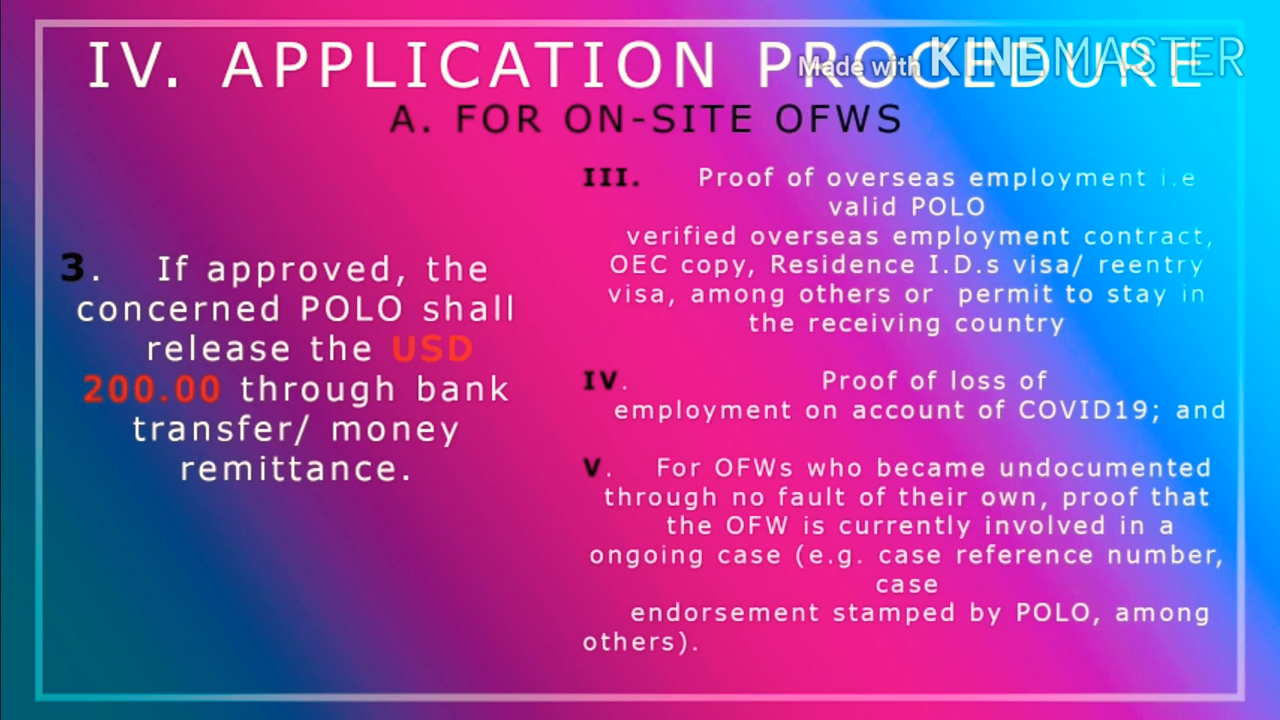 IV. APPLICATION PROCEDURE
Made with KINEMASTER
A. FOR ON-SITE OFWS
3. If approved, the
concerned POLO shall
release the USD
200.00 through bank
transfer/ money
remittance.
III. Proof of overseas employment i.e
valid POLO
verified overseas employment contract,
OEC copy, Residence I.D.s visa/ reentry
visa, among others or permit to stay in
the receiving country
IV. Proof of loss of
employment on account of COVID19; and
V. For OFWs who became undocumented
through no fault of their own, proof that
the OFW is currently involved in a
ongoing case (e.g. case reference number,
case
endorsement stamped by POLO, among
others).